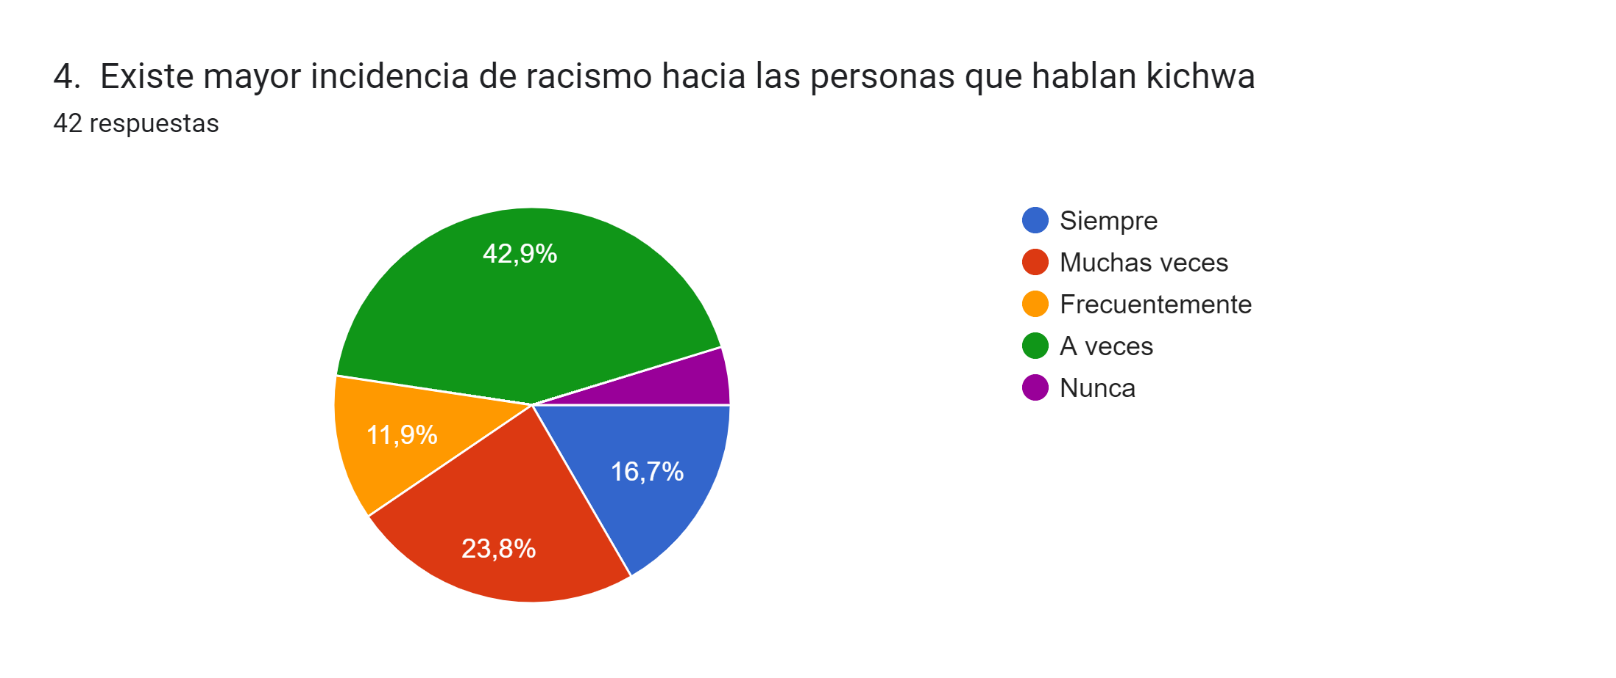 4. Existe mayor incidencia de racismo hacia las personas que hablan kichwa
42 respuestas
42,9%
11,9%
16,7%
23,8%
Siempre
Muchas veces
Frecuentemente
A veces
Nunca